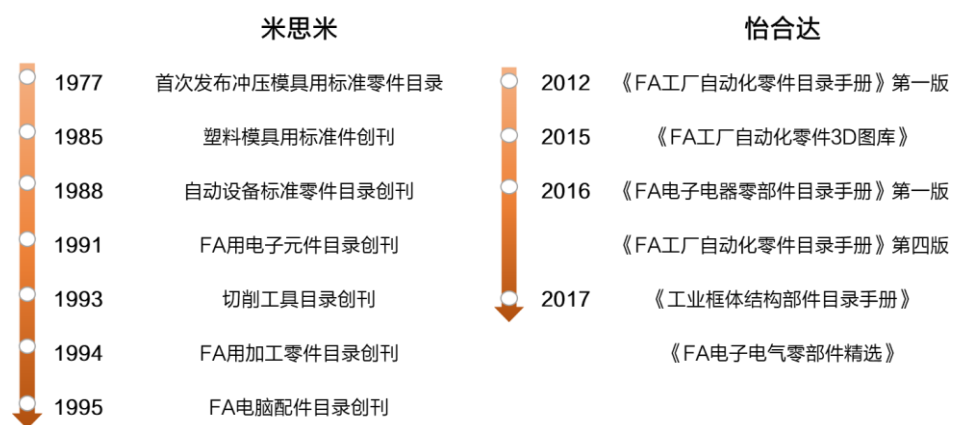 米思米
1977 首次发布冲压模具用标准零件目录
1985 塑料模具用标准件创刊
1988 自动设备标准零件目录创刊
1991 FA用电子元件目录创刊
1993 切削工具目录创刊
1994 FA用加工零件目录创刊
1995 FA电脑配件目录创刊
怡合达
2012 《FA工厂自动化零件目录手册》第一版
2015 《FA工厂自动化零件3D图库》
2016 《FA电子电器零部件目录手册》第一版
《FA工厂自动化零件目录手册》第四版
2017 《工业框体结构部件目录手册》
《FA电子电气零部件精选》